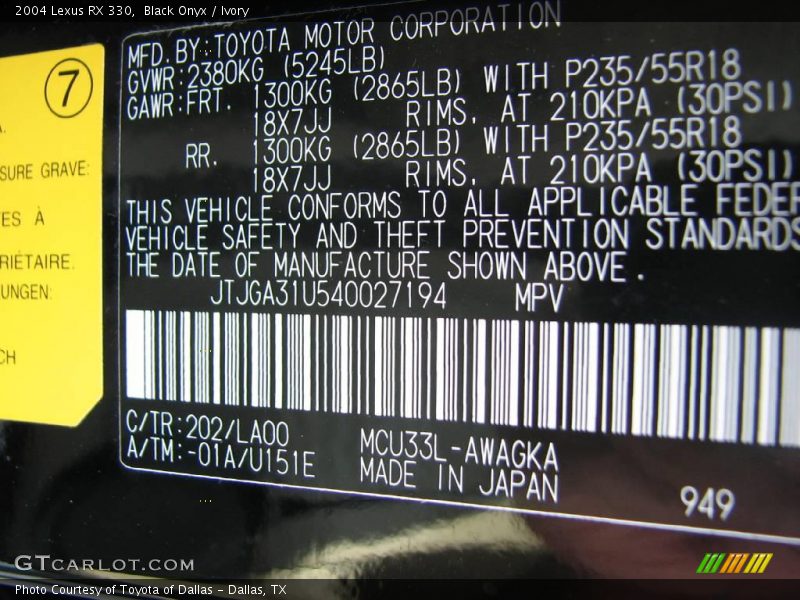 2004 Lexus RX 330, Black Onyx / Ivory
7
SURE GRAVE:
À
RIÉTAIRE.
UNGEN:
CH
MFD.BY:TOYOTA MOTOR CORPORATION
GVWR:2380KG (5245LB)
GAWR:FRT. 1300KG (2865LB) WITH P235/55R18
18X7JJ RIMS, AT 210KPA (30PSI)
RR. 1300KG (2865LB) WITH P235/55R18
18X7JJ RIMS, AT 210KPA (30PSI)
THIS VEHICLE CONFORMS TO ALL APPLICABLE FEDER
VEHICLE SAFETY AND THEFT PREVENTION STANDARDS
THE DATE OF MANUFACTURE SHOWN ABOVE.
JTJGA31U540027194 MPV
C/TR:202/LA00 MCU33L-AWAGKA
A/TM:-01A/U151E MADE IN JAPAN
949
GTCARLOT.COM
Photo Courtesy of Toyota of Dallas – Dallas, TX